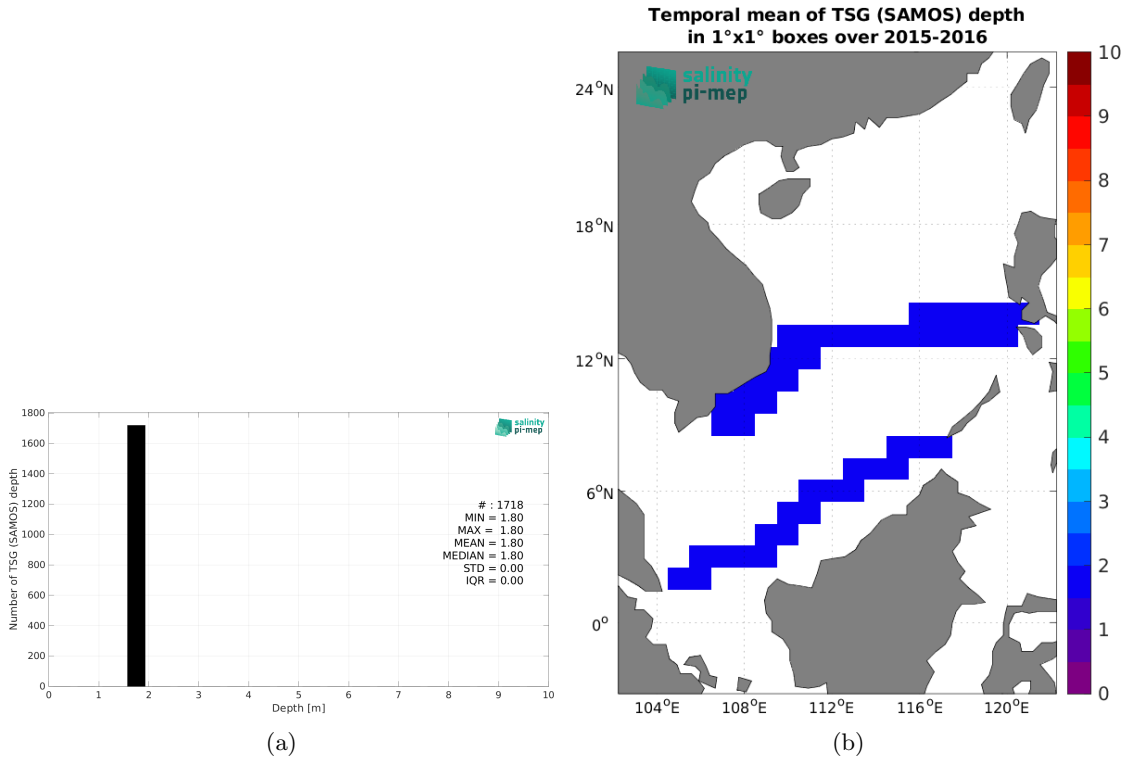 Temporal mean of TSG (SAMOS) depth
in 1°x1° boxes over 2015-2016
salinity
pi-mep
24°N
18°N
12°N
6°N
0°
104°E
108°E
112°E
116°E
120°E
10
9
8
7
6
5
4
3
2
1
0
1800
1600
1400
1200
1000
800
600
400
200
0
Number of TSG (SAMOS) depth
salinity
pi-mep
# : 1718
MIN = 1.80
MAX = 1.80
MEAN = 1.80
MEDIAN = 1.80
STD = 0.00
IQR = 0.00
0 1 2 3 4 5 6 7 8 9 10
Depth [m]
(a)
(b)